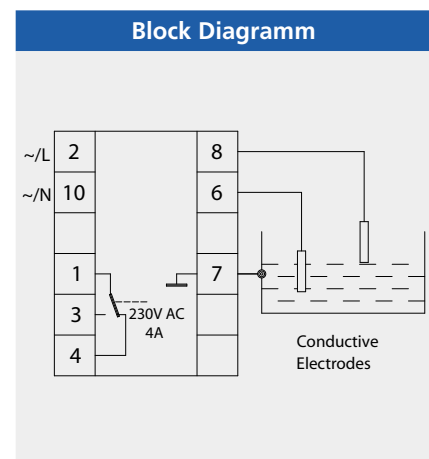 Block Diagramm
~/L 2 8
~/N 10 6
1 7
3 230V AC
4A
4
Conductive
Electrodes